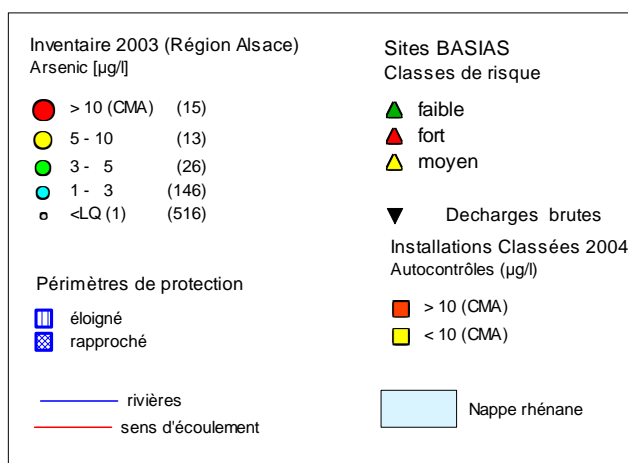 Inventaire 2003 (Région Alsace)
Arsenic [µg/l]
> 10 (CMA) (15)
5 - 10 (13)
3 - 5 (26)
1 - 3 (146)
<LQ (1) (516)
Périmètres de protection
éloigné
rapproché
rivières
sens d'écoulement
Sites BASIAS
Classes de risque
faible
fort
moyen
Decharges brutes
Installations Classées 2004
Autocontrôles (µg/l)
> 10 (CMA)
< 10 (CMA)
Nappe rhénane